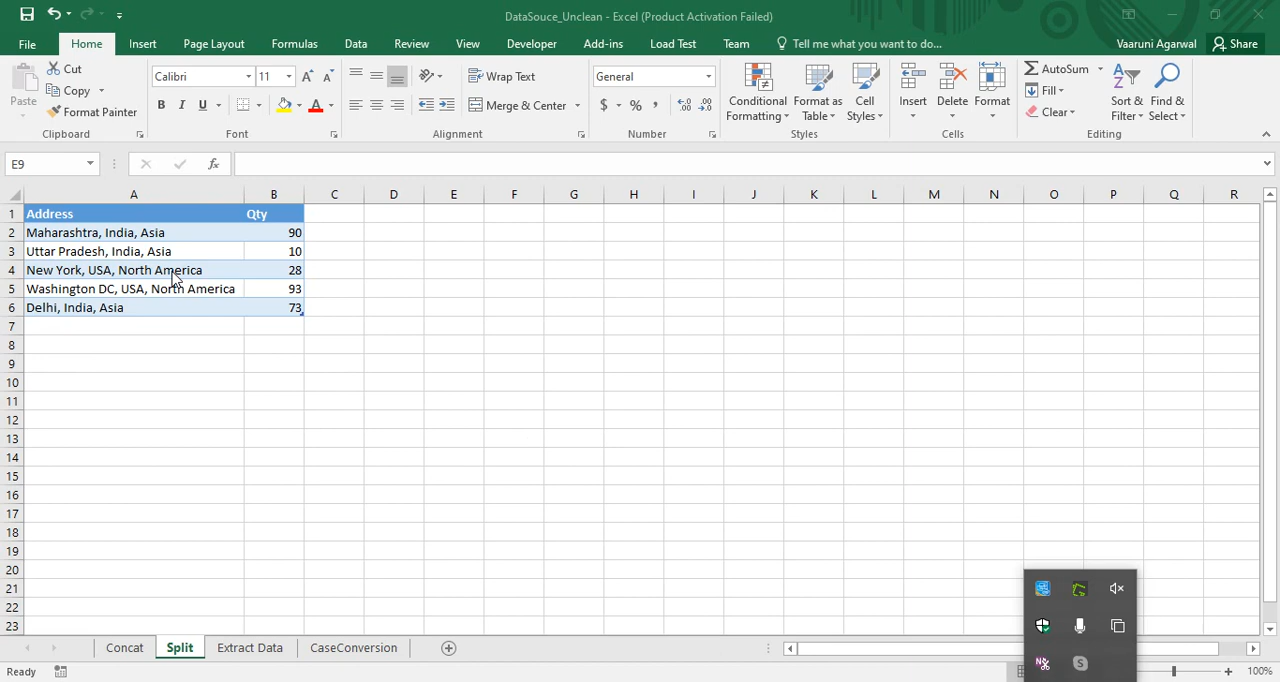 DataSouce_Unclean - Excel (Product Activation Failed)
File Home Insert Page Layout Formulas Data Review View Developer Add-ins Load Test Team Tell me what you want to do... Vaaruni Agarwal Share
Paste Cut Copy Format Painter
Calibri 11
B I U A
Wrap Text
Merge & Center
General
$ % ,
Conditional Formatting Format as Table Cell Styles
Insert Delete Format
AutoSum Fill Clear
Sort & Filter Find & Select
Clipboard Font Alignment Number Styles Cells Editing
E9 fx
A B C D E F G H I J K L M N O P Q R
1 Address Qty
2 Maharashtra, India, Asia 90
3 Uttar Pradesh, India, Asia 10
4 New York, USA, North America 28
5 Washington DC, USA, North America 93
6 Delhi, India, Asia 73
7
8
9
10
11
12
13
14
15
16
17
18
19
20
21
22
23
Concat Split Extract Data CaseConversion
Ready 100%